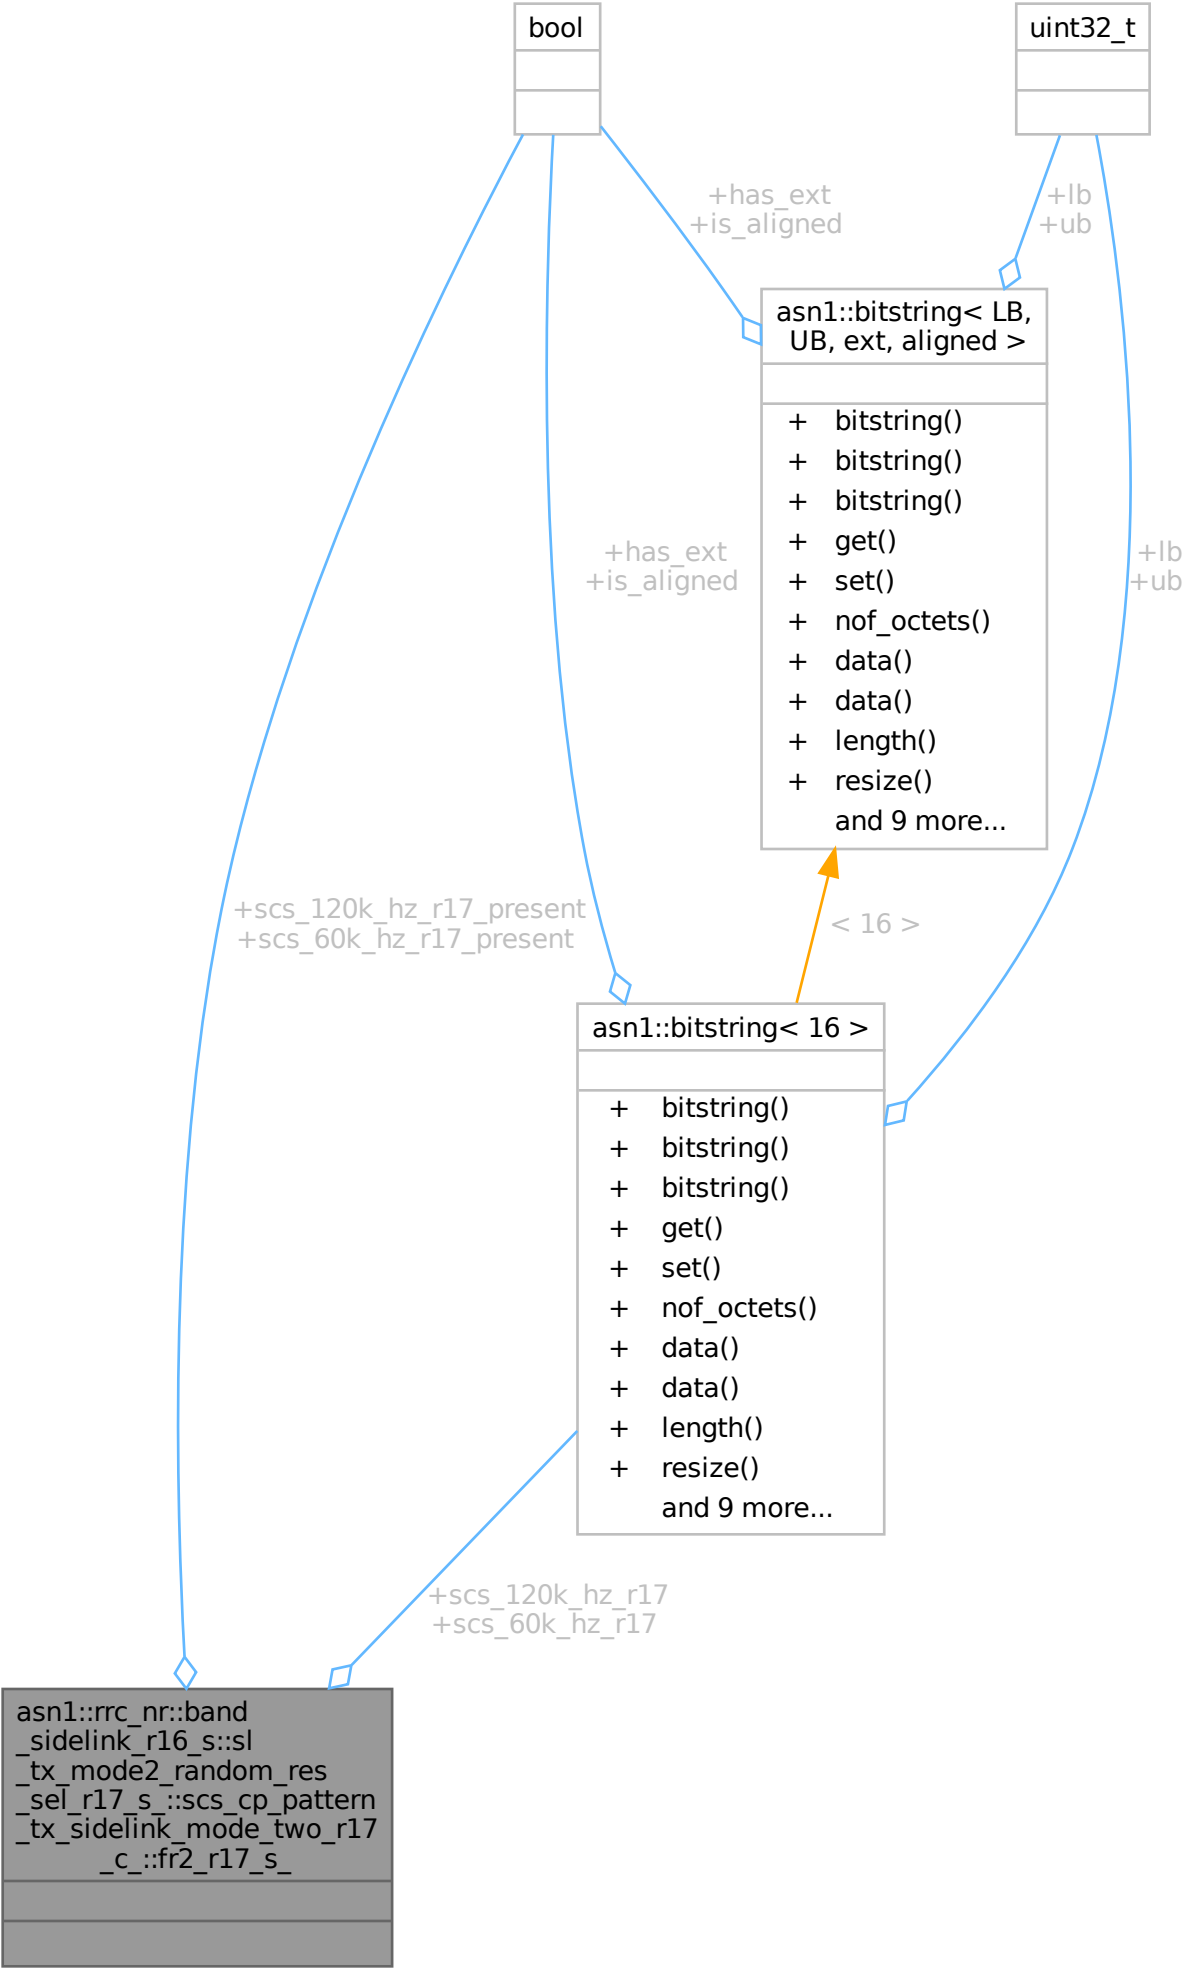 bool
uint32_t
+has_ext
+is_aligned
+lb
+ub
asn1::bitstring< LB,
UB, ext, aligned >
+ bitstring()
+ bitstring()
+ bitstring()
+ get()
+ set()
+ nof_octets()
+ data()
+ data()
+ length()
+ resize()
and 9 more...
+has_ext
+is_aligned
+lb
+ub
+scs_120k_hz_r17_present
+scs_60k_hz_r17_present
< 16 >
asn1::bitstring< 16 >
+ bitstring()
+ bitstring()
+ bitstring()
+ get()
+ set()
+ nof_octets()
+ data()
+ data()
+ length()
+ resize()
and 9 more...
+scs_120k_hz_r17
+scs_60k_hz_r17
asn1::rrc_nr::band
_sidelink_r16_s::sl
_tx_mode2_random_res
_sel_r17_s_::scs_cp_pattern
_tx_sidelink_mode_two_r17
_c_::fr2_r17_s_